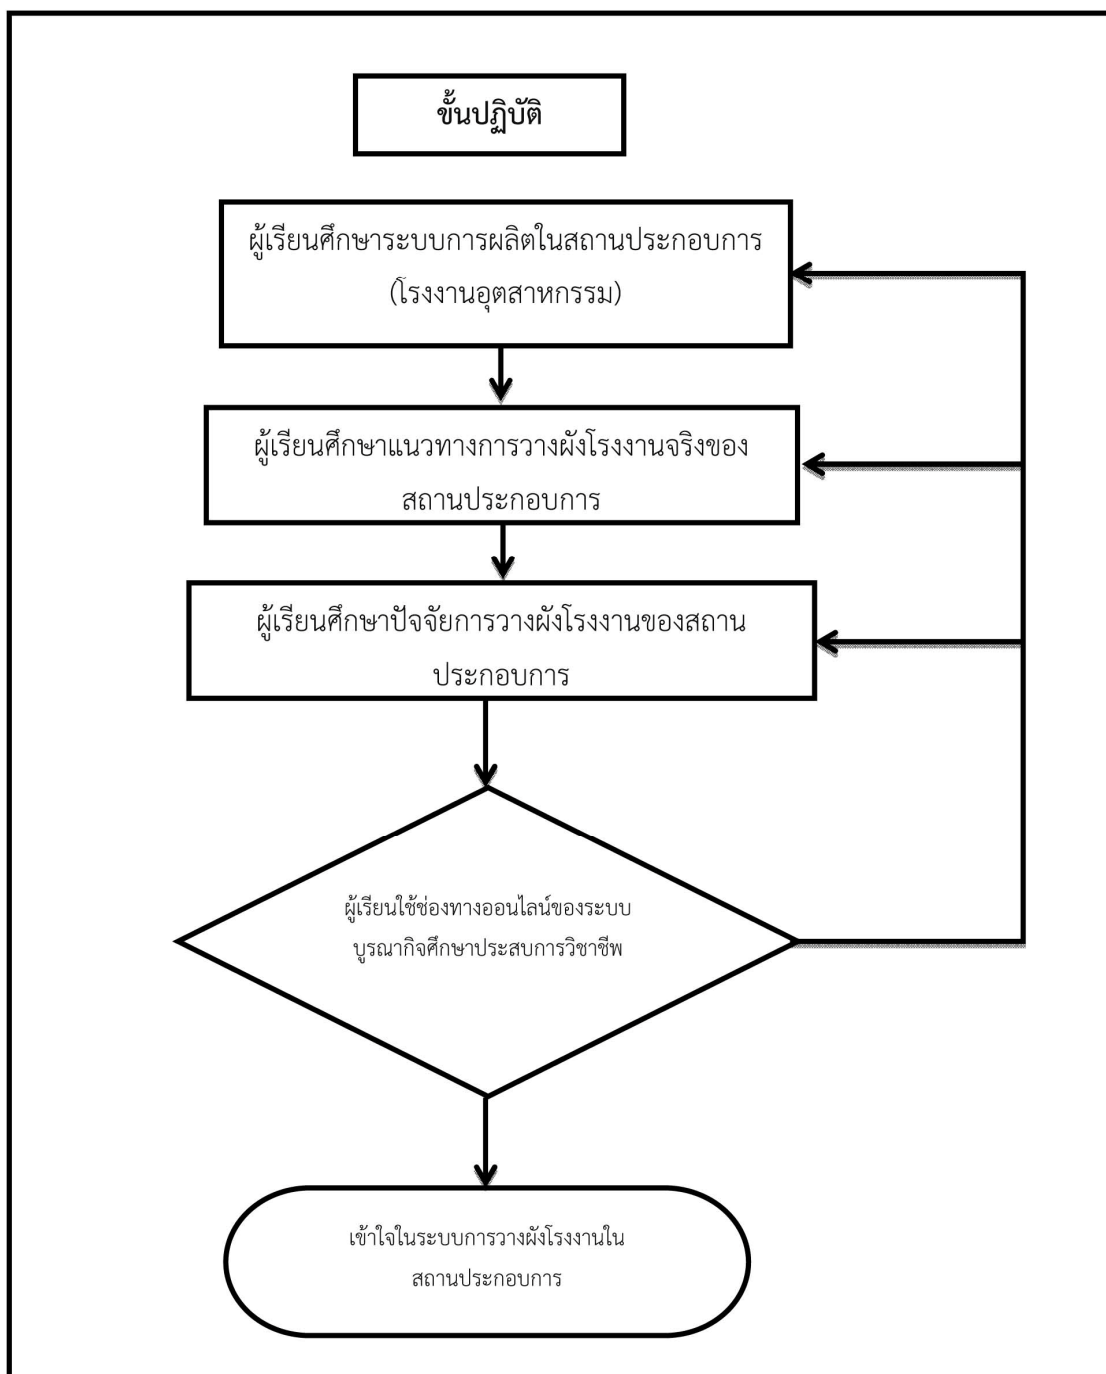 ขั้นปฏิบัติ
ผู้เรียนศึกษาระบบการผลิตในสถานประกอบการ
(โรงงานอุตสาหกรรม)
ผู้เรียนศึกษาแนวทางการวางผังโรงงานจริงของ
สถานประกอบการ
ผู้เรียนศึกษาปัจจัยการวางผังโรงงานของสถาน
ประกอบการ
ผู้เรียนใช้ช่องทางออนไลน์ของระบบ
บูรณากิจศึกษาประสบการวิชาชีพ
เข้าใจในระบบการวางผังโรงงานใน
สถานประกอบการ